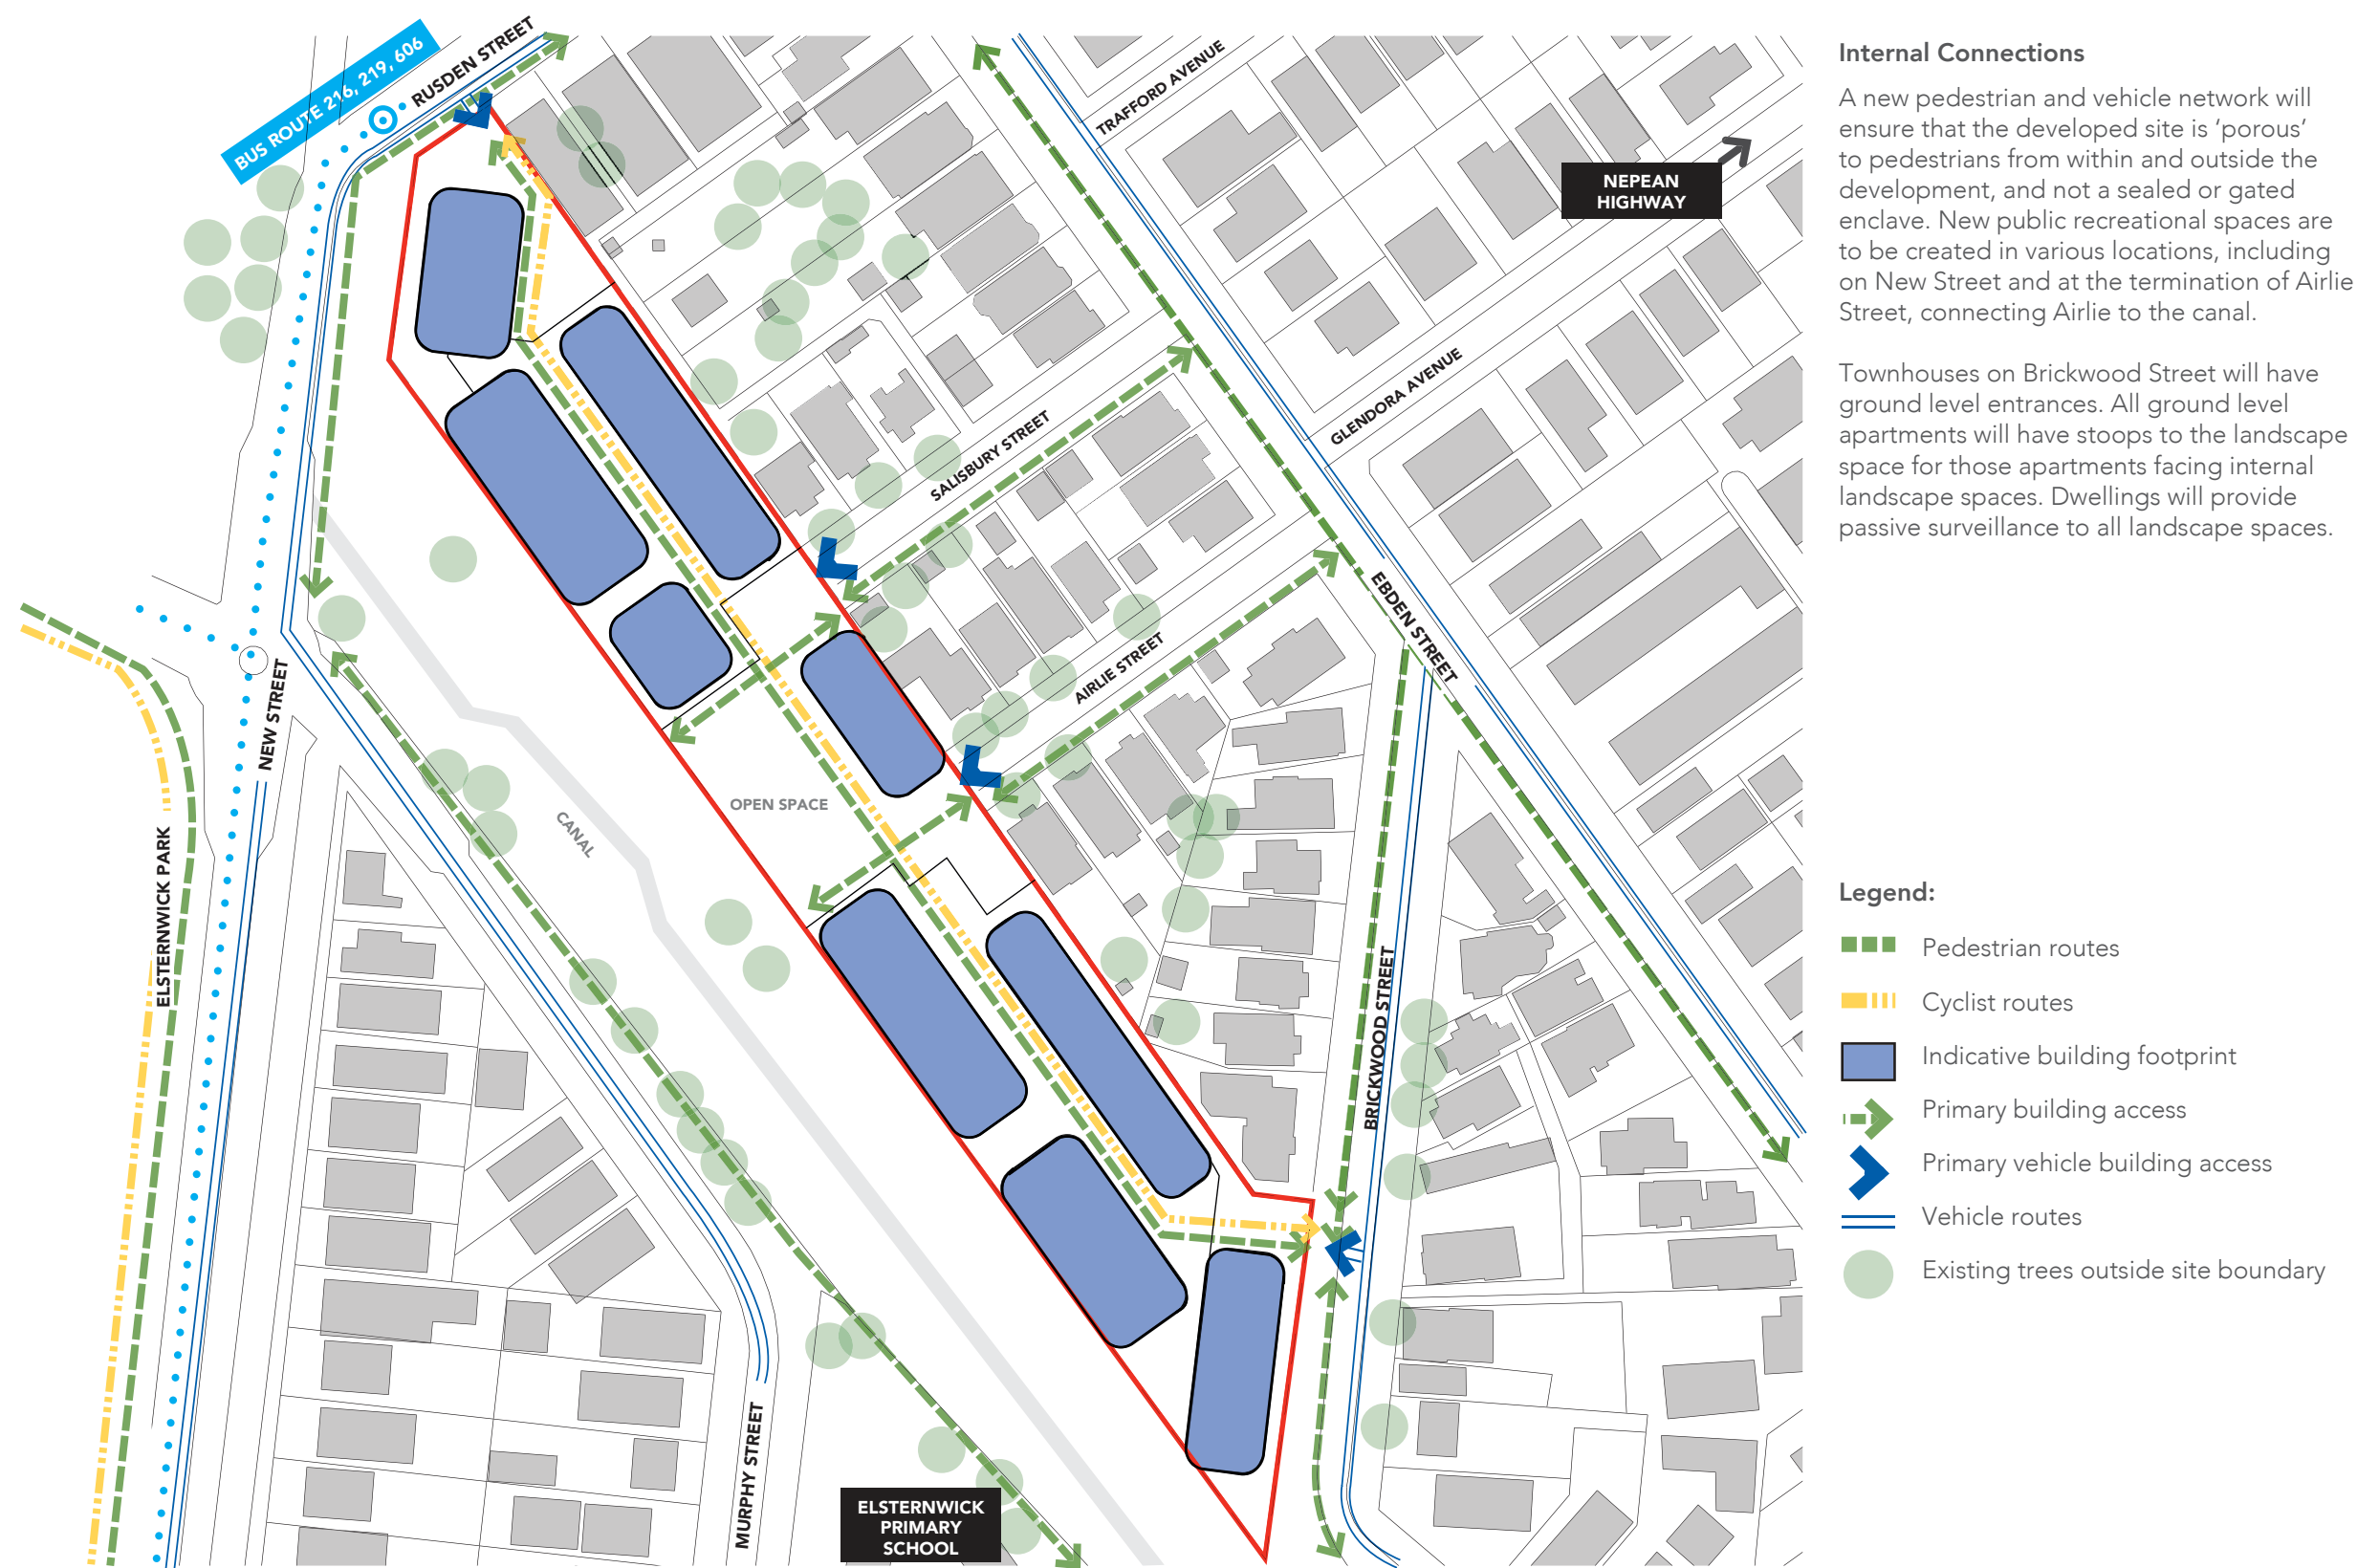 BUS ROUTE 216, 219, 606
RUSDEN STREET
TRAFFORD AVENUE
NEPEAN
HIGHWAY
GLENDORA AVENUE
SALISBURY STREET
EBDEN STREET
AIRLIE STREET
NEW STREET
OPEN SPACE
CANAL
ELSTERNWICK PARK
BRICKWOOD STREET
MURPHY STREET
ELSTERNWICK
PRIMARY
SCHOOL
Internal Connections
A new pedestrian and vehicle network will
ensure that the developed site is ‘porous’
to pedestrians from within and outside the
development, and not a sealed or gated
enclave. New public recreational spaces are
to be created in various locations, including
on New Street and at the termination of Airlie
Street, connecting Airlie to the canal.
Townhouses on Brickwood Street will have
ground level entrances. All ground level
apartments will have stoops to the landscape
space for those apartments facing internal
landscape spaces. Dwellings will provide
passive surveillance to all landscape spaces.
Legend:
Pedestrian routes
Cyclist routes
Indicative building footprint
Primary building access
Primary vehicle building access
Vehicle routes
Existing trees outside site boundary